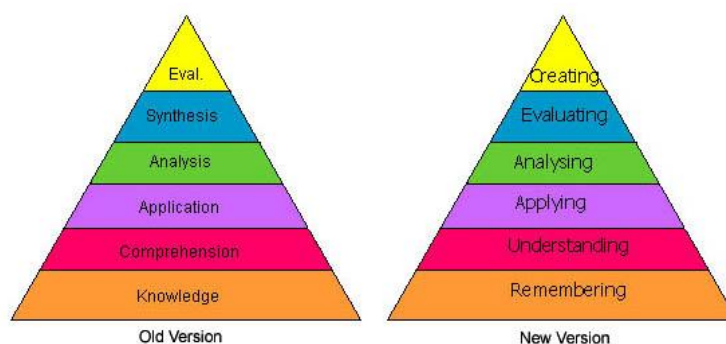 Eval.
Synthesis
Analysis
Application
Comprehension
Knowledge
Old Version
Creating
Evaluating
Analysing
Applying
Understanding
Remembering
New Version